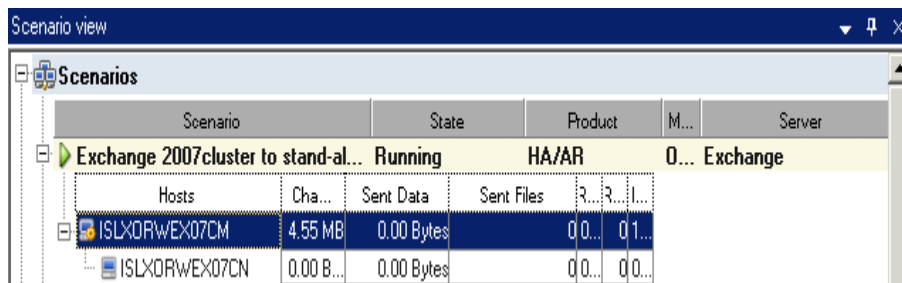 Scenario view
Scenarios
Scenario State Product M... Server
Exchange 2007cluster to stand-al... Running HA/AR O... Exchange
Hosts Cha... Sent Data Sent Files R... R... I...
ISLXORWEX07CM 4.55 MB 0.00 Bytes 0 0... 0 1...
ISLXORWEX07CN 0.00 B... 0.00 Bytes 0 0... 0 0...